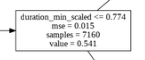 duration_min_scaled <= 0.774
mse = 0.015
samples = 7160
value = 0.541